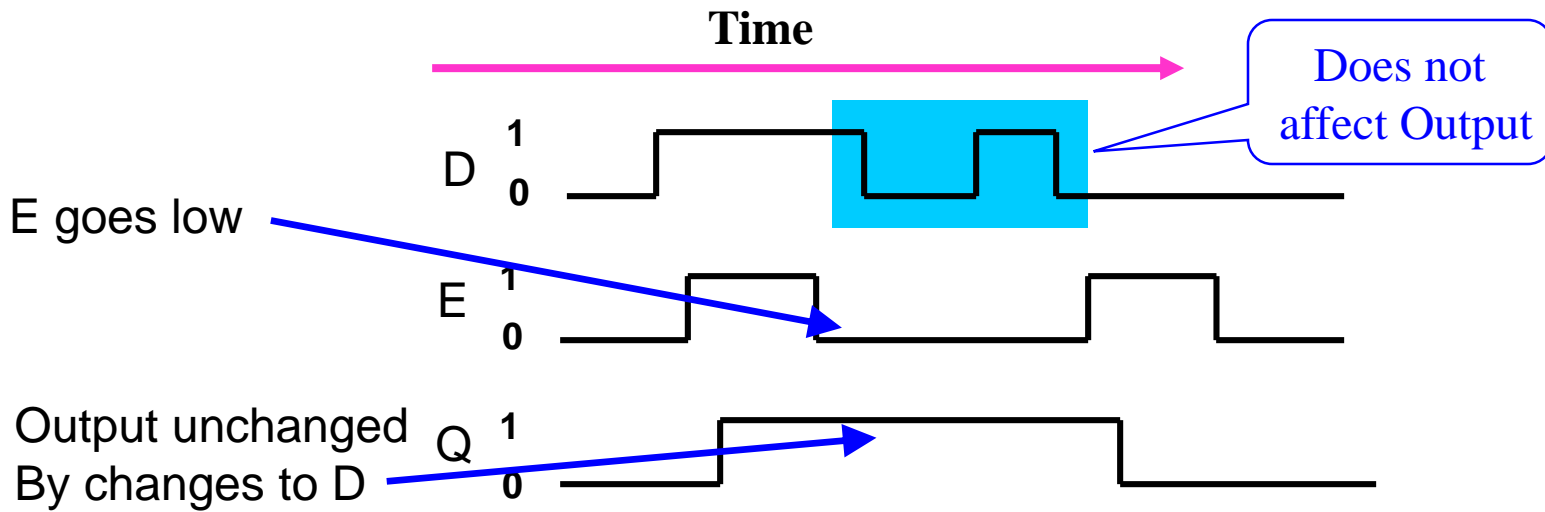 Time
Does not
affect Output
1
D
0
E goes low
1
E
0
Output unchanged
By changes to D
Q
1
0